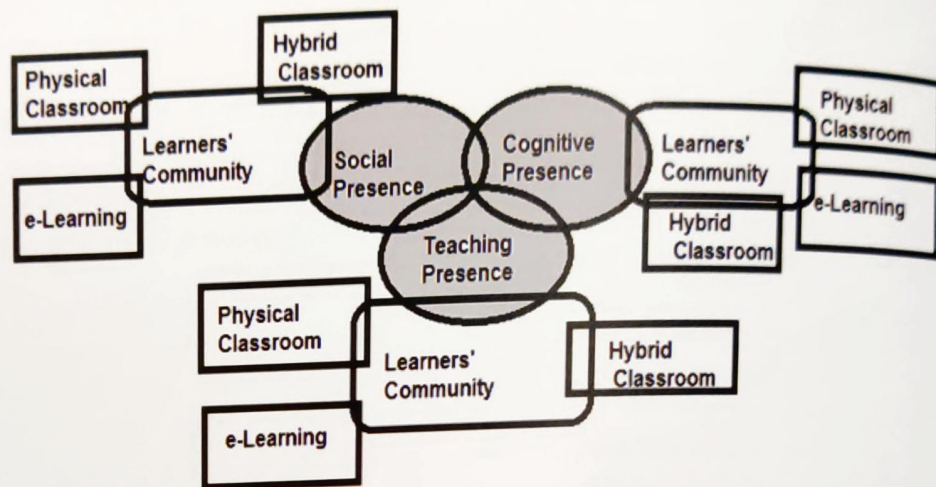 Hybrid
Classroom
Physical
Classroom
Learners'
Community
e-Learning
Social
Presence
Cognitive
Presence
Learners'
Community
Physical
Classroom
e-Learning
Hybrid
Classroom
Teaching
Presence
Physical
Classroom
Learners'
Community
Hybrid
Classroom
e-Learning